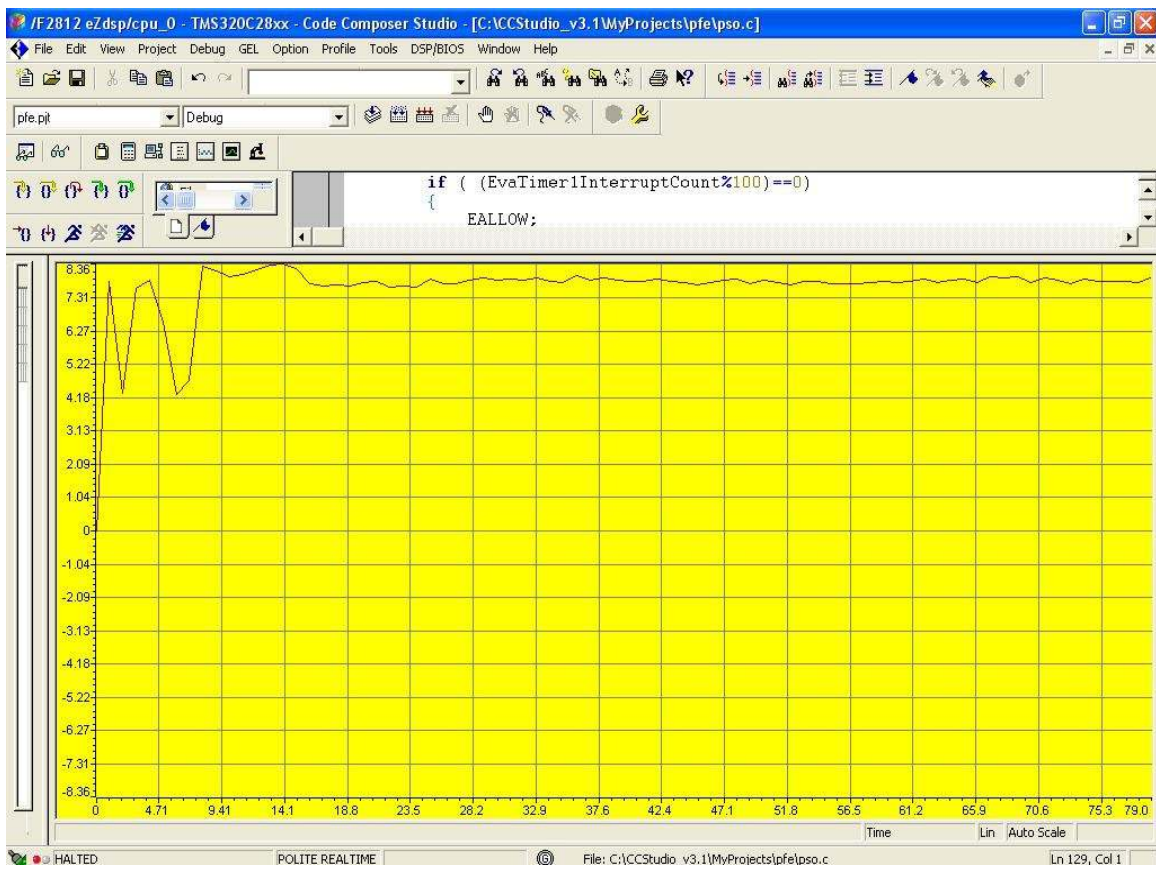 /F2812 eZdsp/cpu_0 - TMS320C28xx - Code Composer Studio - [C:\CCStudio_v3.1\MyProjects\pfe\pso.c]
File Edit View Project Debug GEL Option Profile Tools DSP/BIOS Window Help
pfe.pjt Debug
if ( (EvaTimer1InterruptCount%100)==0)
{
EALLOW;
8.36
7.31
6.27
5.22
4.18
3.13
2.09
1.04
0
-1.04
-2.09
-3.13
-4.18
-5.22
-6.27
-7.31
-8.36
0 4.71 9.41 14.1 18.8 23.5 28.2 32.9 37.6 42.4 47.1 51.8 56.5 61.2 65.9 70.6 75.3 79.0
Time Lin Auto Scale
HALTED POLITE REALTIME File: C:\CCStudio_v3.1\MyProjects\pfe\pso.c Ln 129, Col 1